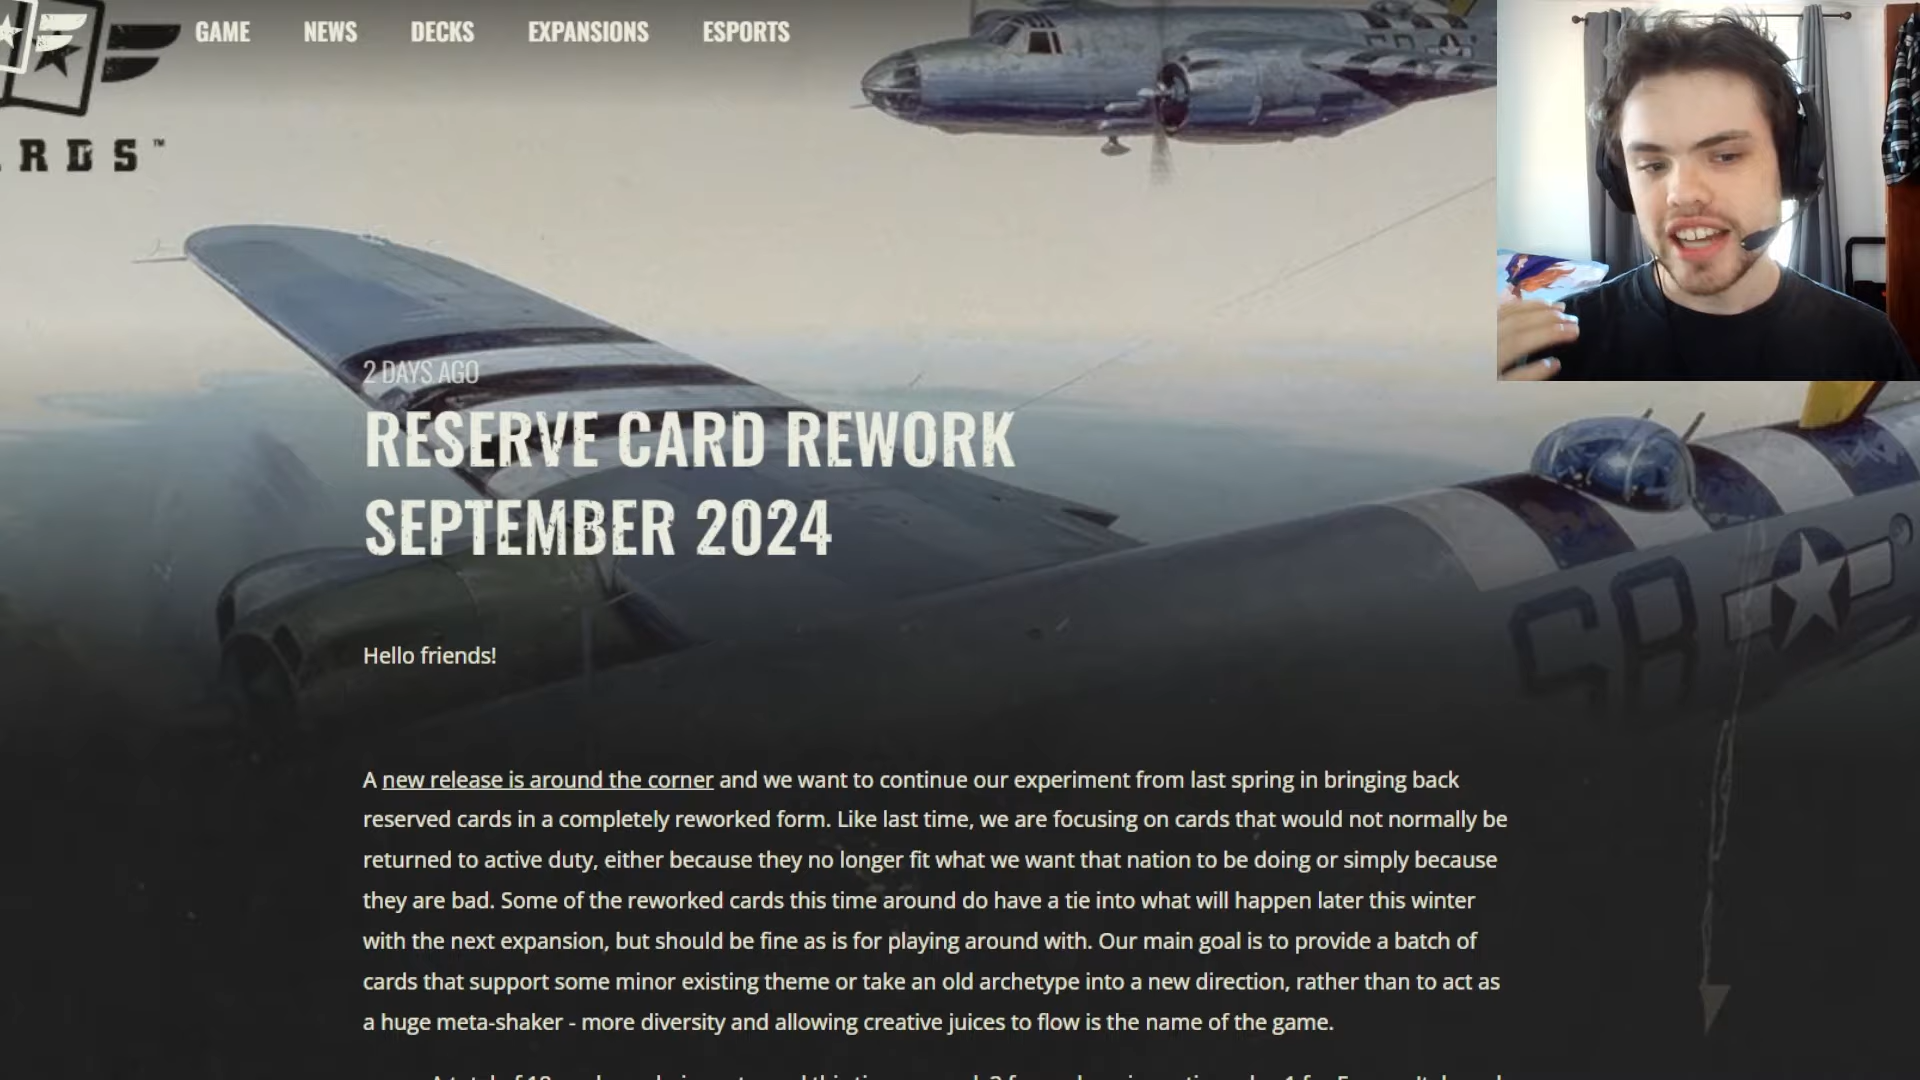 GAME NEWS DECKS EXPANSIONS ESPORTS
ARDS™
2 DAYS AGO
RESERVE CARD REWORK
SEPTEMBER 2024
Hello friends!
A new release is around the corner and we want to continue our experiment from last spring in bringing back
reserved cards in a completely reworked form. Like last time, we are focusing on cards that would not normally be
returned to active duty, either because they no longer fit what we want that nation to be doing or simply because
they are bad. Some of the reworked cards this time around do have a tie into what will happen later this winter
with the next expansion, but should be fine as is for playing around with. Our main goal is to provide a batch of
cards that support some minor existing theme or take an old archetype into a new direction, rather than to act as
a huge meta-shaker - more diversity and allowing creative juices to flow is the name of the game.